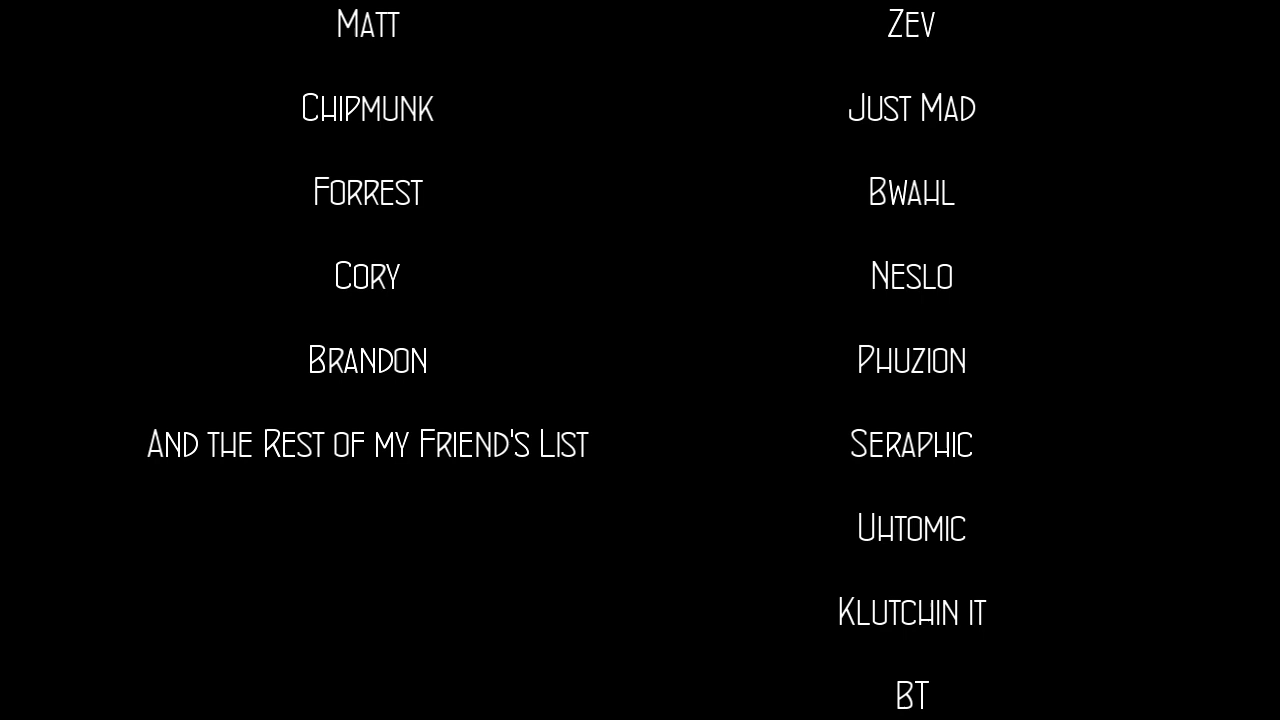 Matt
Chipmunk
Forrest
Cory
Brandon
And the Rest of my Friend's List
Zev
Just Mad
Bwahl
Neslo
Phuzion
Seraphic
Uhtomic
Klutchin it
BT